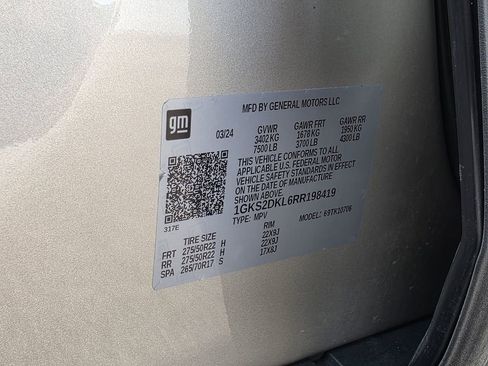 MFD BY GENERAL MOTORS LLC
gm
03/24 GVWR GAWR FRT GAWR RR
3402 KG 1678 KG 1950 KG
7500 LB 3700 LB 4300 LB
THIS VEHICLE CONFORMS TO ALL
APPLICABLE U.S. FEDERAL MOTOR
VEHICLE SAFETY STANDARDS IN EFFECT
ON THE DATE OF MANUFACTURE
SHOWN ABOVE.
1GKS2DKL6RR198419
TYPE: MPV MODEL: 69TK10706
317E
TIRE SIZE RIM
FRT 275/50R22 H 22X9J
RR 275/50R22 H 22X9J
SPA 265/70R17 S 17X8J